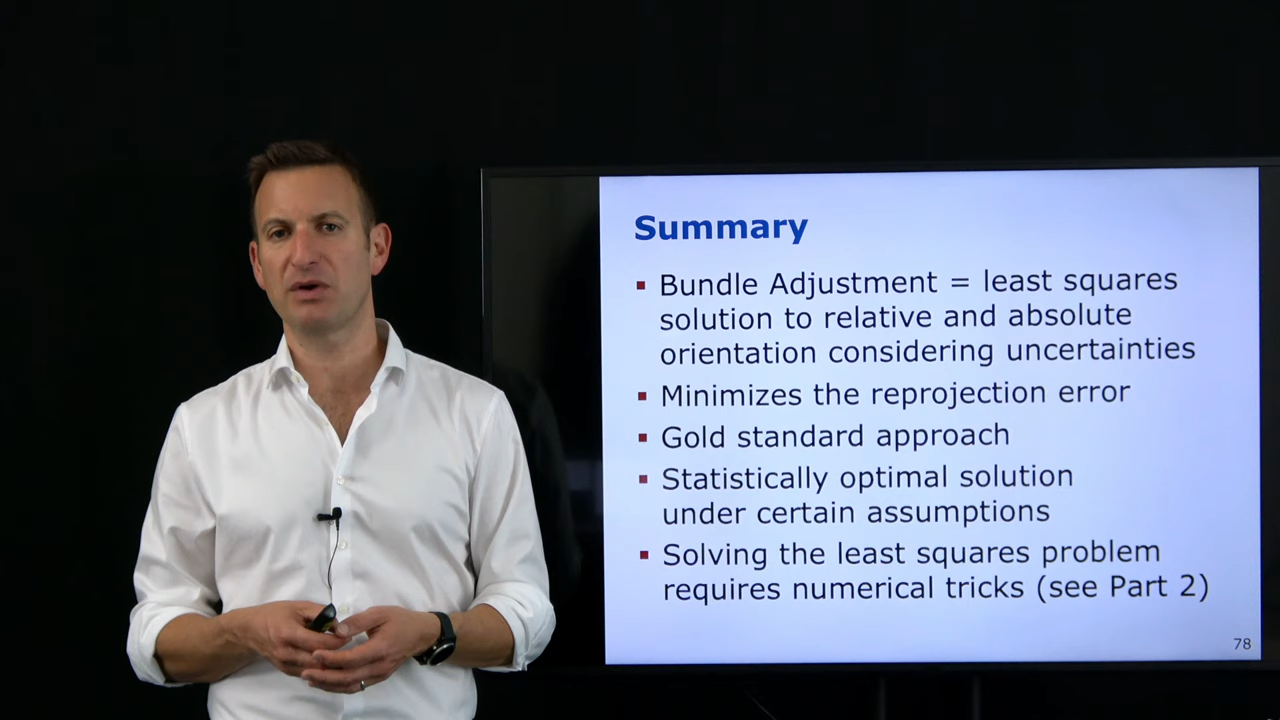 Summary
Bundle Adjustment = least squares
solution to relative and absolute
orientation considering uncertainties
Minimizes the reprojection error
Gold standard approach
Statistically optimal solution
under certain assumptions
Solving the least squares problem
requires numerical tricks (see Part 2)
78